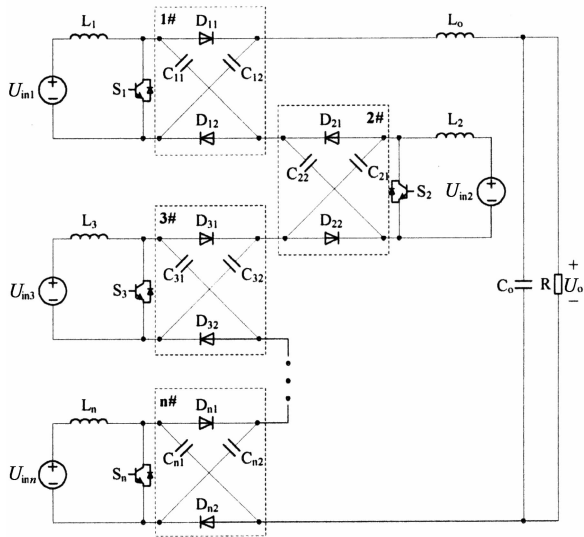 L₁
1#
D₁₁
Lₒ
Uᵢₙ₁
S₁
C₁₁
C₁₂
D₁₂
2#
D₂₁
L₂
C₂₂
C₂₁
S₂
Uᵢₙ₂
D₂₂
L₃
3#
D₃₁
Uᵢₙ₃
S₃
C₃₁
C₃₂
D₃₂
Cₒ
R
+
Uₒ
−
Lₙ
n#
Dₙ₁
Uᵢₙₙ
Sₙ
Cₙ₁
Cₙ₂
Dₙ₂